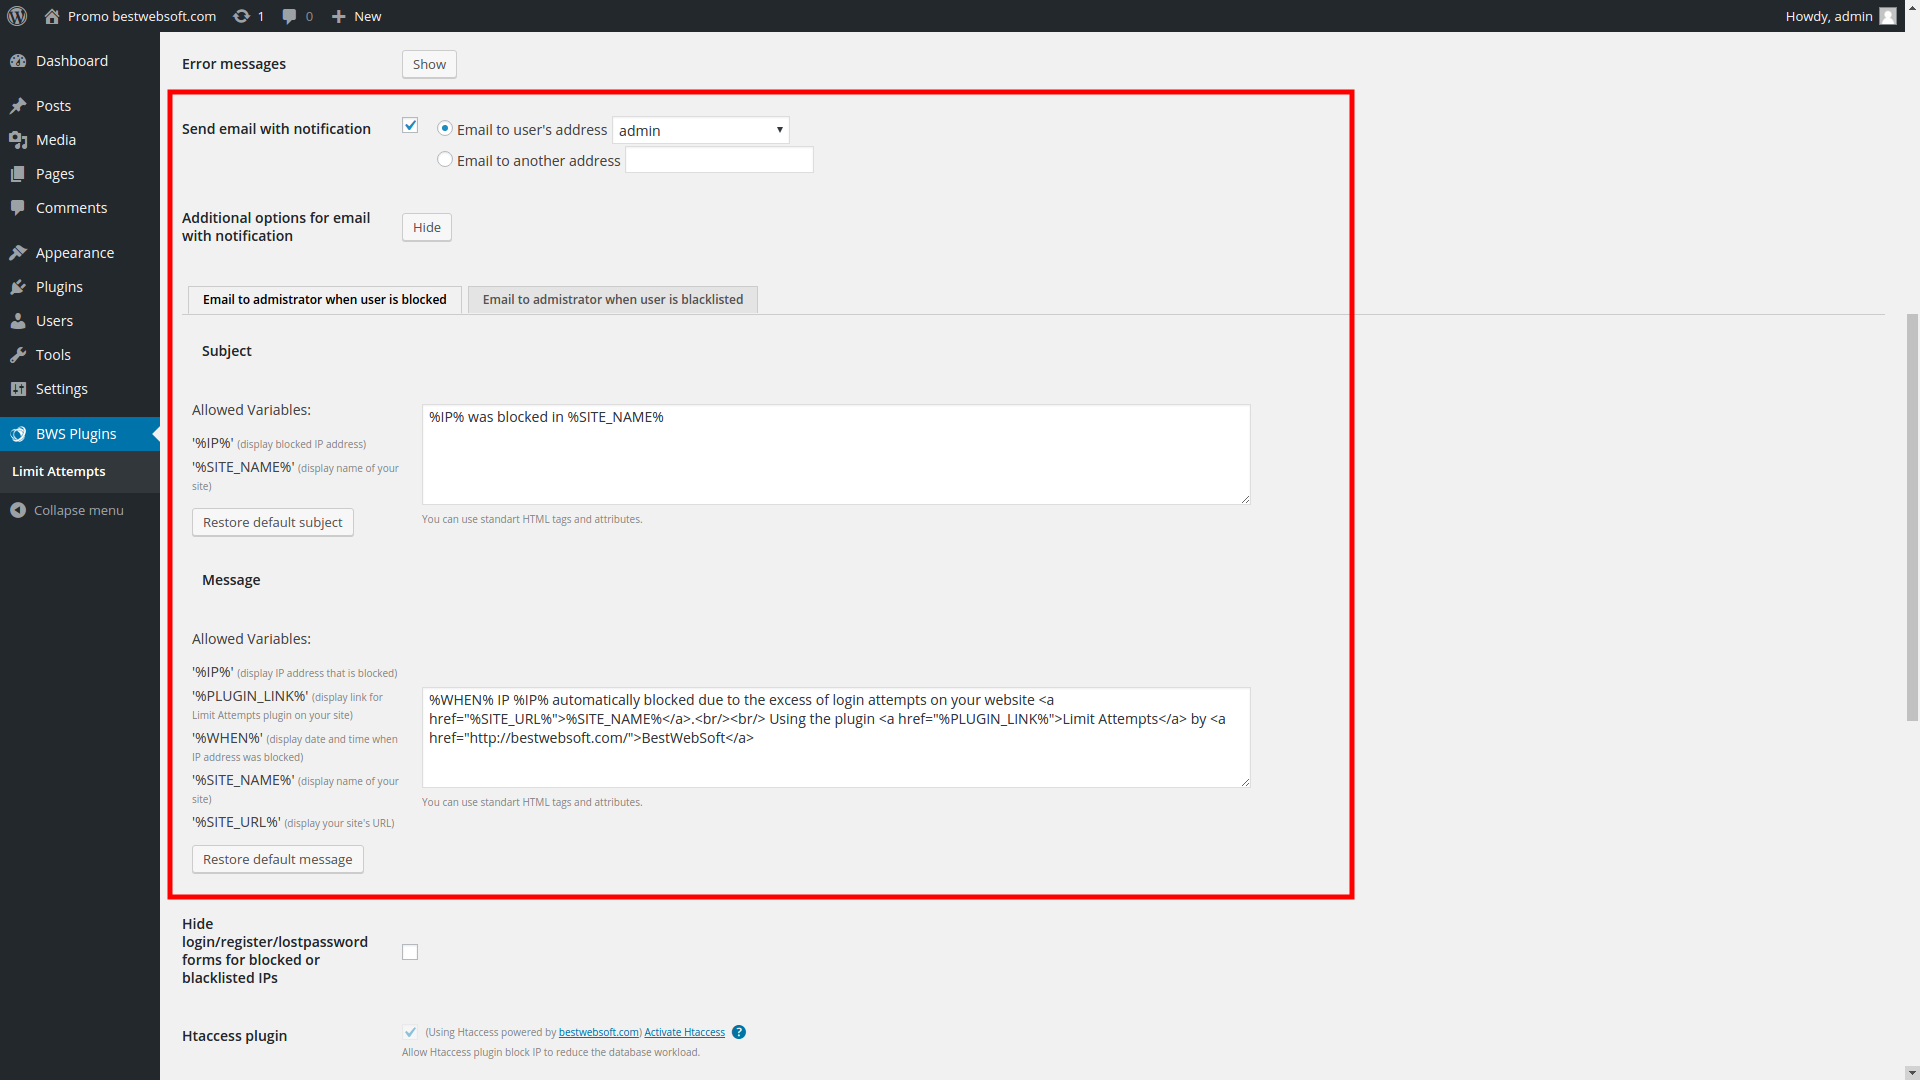 Promo bestwebsoft.com 1 0 New Howdy, admin
Dashboard
Posts
Media
Pages
Comments
Appearance
Plugins
Users
Tools
Settings
BWS Plugins
Limit Attempts
Collapse menu
Error messages Show
Send email with notification Email to user's address admin
Email to another address
Additional options for email
with notification
Hide
Email to admistrator when user is blocked Email to admistrator when user is blacklisted
Subject
Allowed Variables:
'%IP%' (display blocked IP address)
'%SITE_NAME%' (display name of your
site)
Restore default subject
%IP% was blocked in %SITE_NAME%
You can use standart HTML tags and attributes.
Message
Allowed Variables:
'%IP%' (display IP address that is blocked)
'%PLUGIN_LINK%' (display link for
Limit Attempts plugin on your site)
'%WHEN%' (display date and time when
IP address was blocked)
'%SITE_NAME%' (display name of your
site)
'%SITE_URL%' (display your site's URL)
Restore default message
%WHEN% IP %IP% automatically blocked due to the excess of login attempts on your website <a
href="%SITE_URL%">%SITE_NAME%</a>.<br/><br/> Using the plugin <a href="%PLUGIN_LINK%">Limit Attempts</a> by <a
href="http://bestwebsoft.com/">BestWebSoft</a>
You can use standart HTML tags and attributes.
Hide
login/register/lostpassword
forms for blocked or
blacklisted IPs
Htaccess plugin (Using Htaccess powered by bestwebsoft.com) Activate Htaccess ?
Allow Htaccess plugin block IP to reduce the database workload.